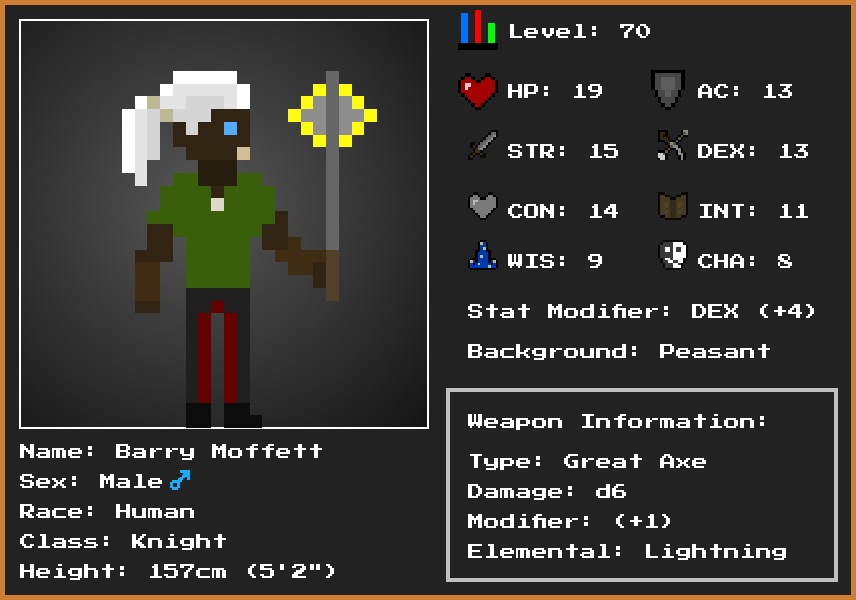 Level: 70
HP: 19
AC: 13
STR: 15
DEX: 13
CON: 14
INT: 11
WIS: 9
CHA: 8
Stat Modifier: DEX (+4)
Background: Peasant
Weapon Information:
Type: Great Axe
Damage: d6
Modifier: (+1)
Elemental: Lightning
Name: Barry Moffett
Sex: Male ♂
Race: Human
Class: Knight
Height: 157cm (5'2")